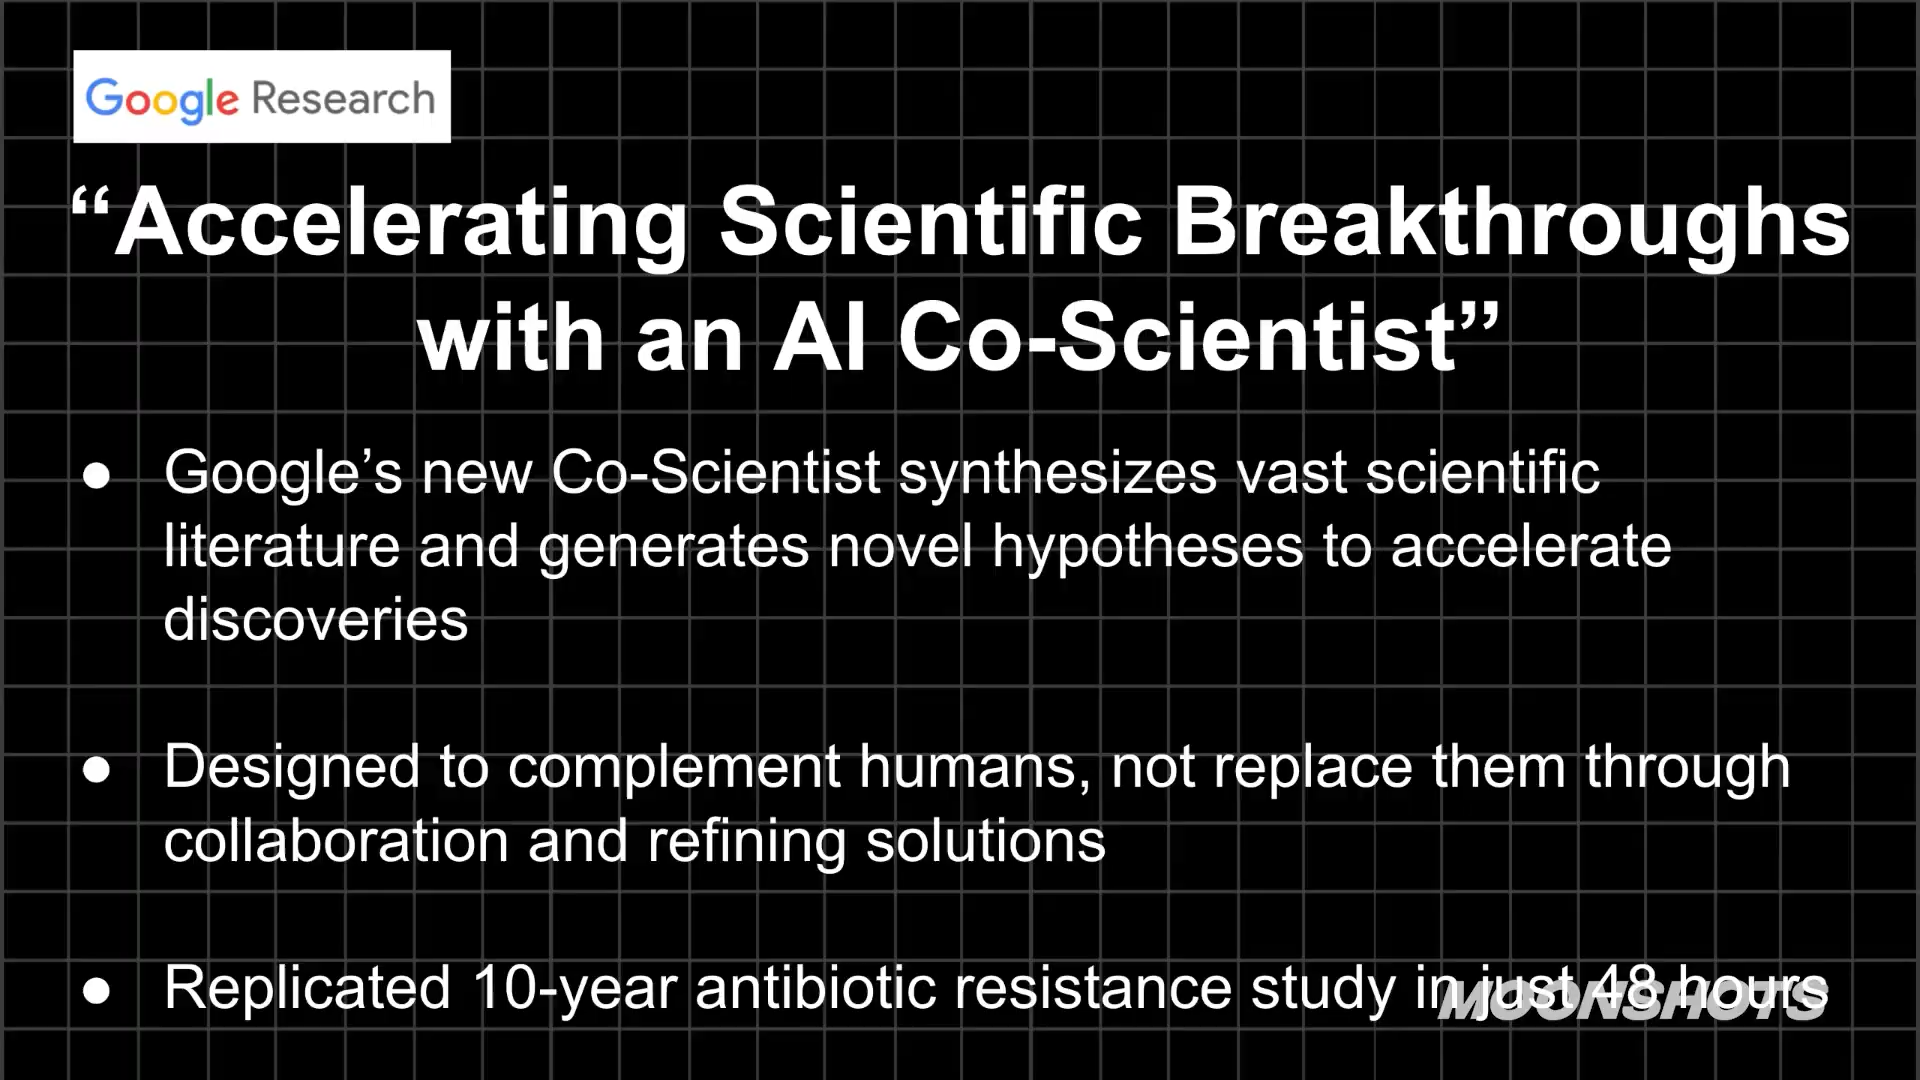 Google Research
“Accelerating Scientific Breakthroughs
with an AI Co-Scientist”
● Google’s new Co-Scientist synthesizes vast scientific
literature and generates novel hypotheses to accelerate
discoveries
● Designed to complement humans, not replace them through
collaboration and refining solutions
● Replicated 10-year antibiotic resistance study in just 48 hours
MOONSHOTS